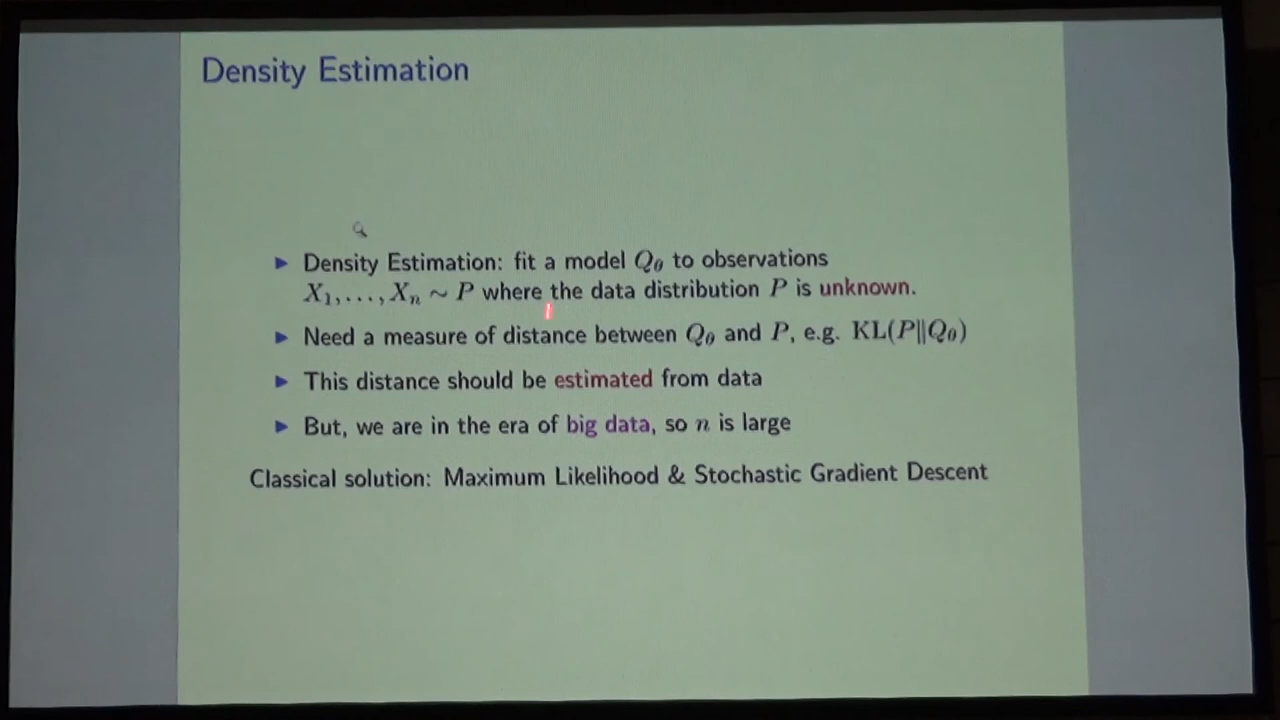 Density Estimation
▶ Density Estimation: fit a model Q_θ to observations
X_1, . . . , X_n ∼ P where the data distribution P is unknown.
▶ Need a measure of distance between Q_θ and P, e.g. KL(P‖Q_θ)
▶ This distance should be estimated from data
▶ But, we are in the era of big data, so n is large
Classical solution: Maximum Likelihood & Stochastic Gradient Descent